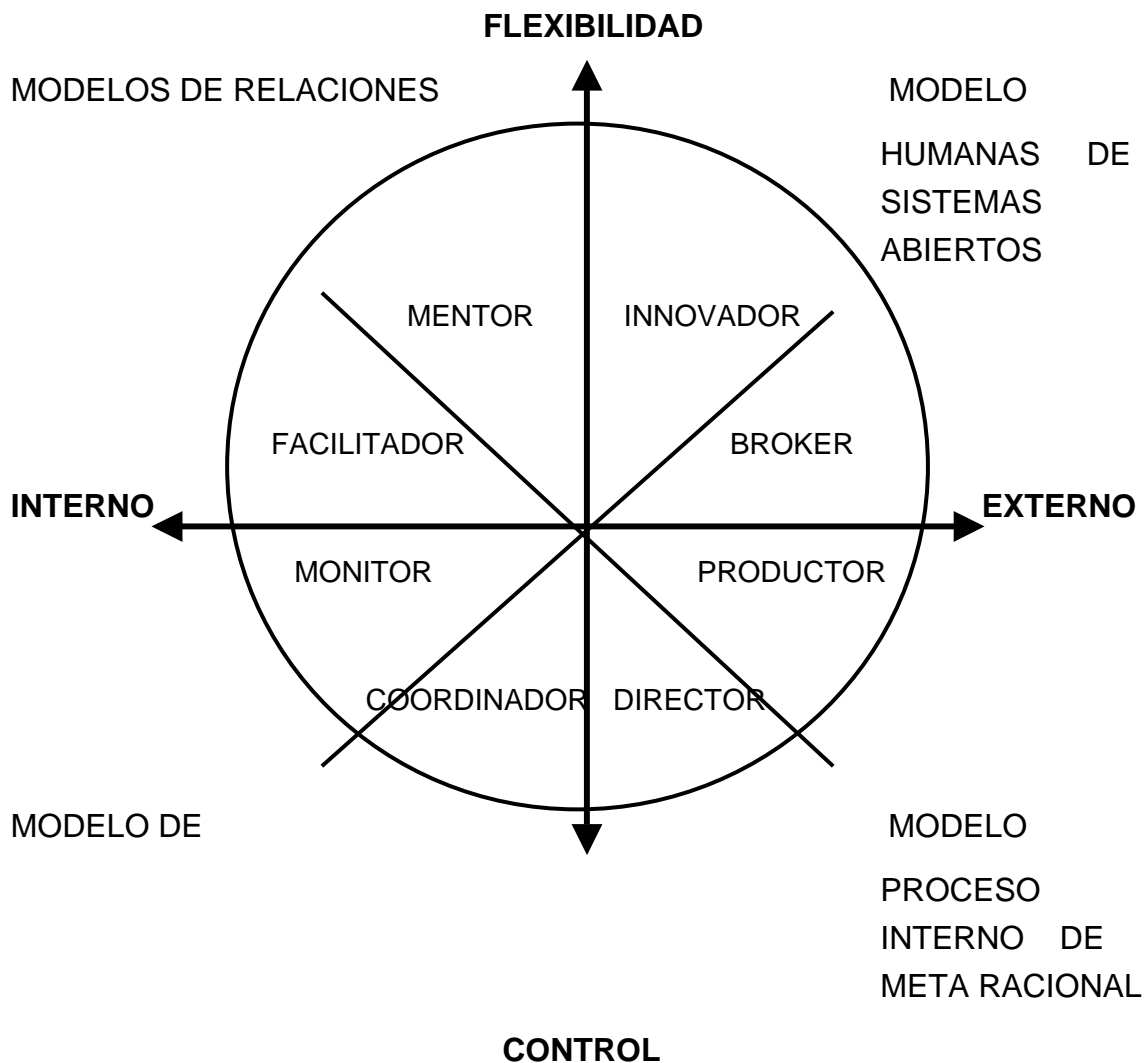 FLEXIBILIDAD
MODELOS DE RELACIONES MODELO
HUMANAS DE
SISTEMAS
ABIERTOS
MENTOR INNOVADOR
FACILITADOR BROKER
INTERNO EXTERNO
MONITOR PRODUCTOR
COORDINADOR DIRECTOR
MODELO DE MODELO
PROCESO
INTERNO DE
META RACIONAL
CONTROL